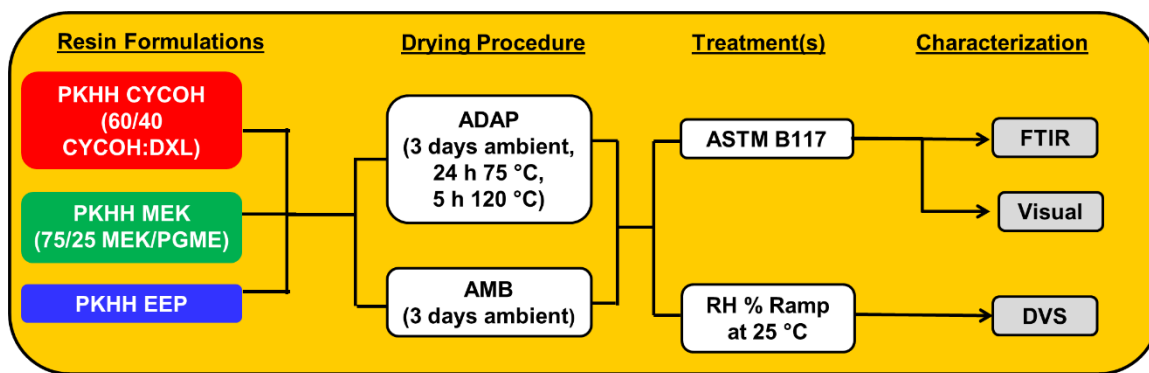 Resin Formulations
Drying Procedure
Treatment(s)
Characterization
PKHH CYCOH
(60/40
CYCOH:DXL)
PKHH MEK
(75/25 MEK/PGME)
PKHH EEP
ADAP
(3 days ambient,
24 h 75 °C,
5 h 120 °C)
AMB
(3 days ambient)
ASTM B117
RH % Ramp
at 25 °C
FTIR
Visual
DVS